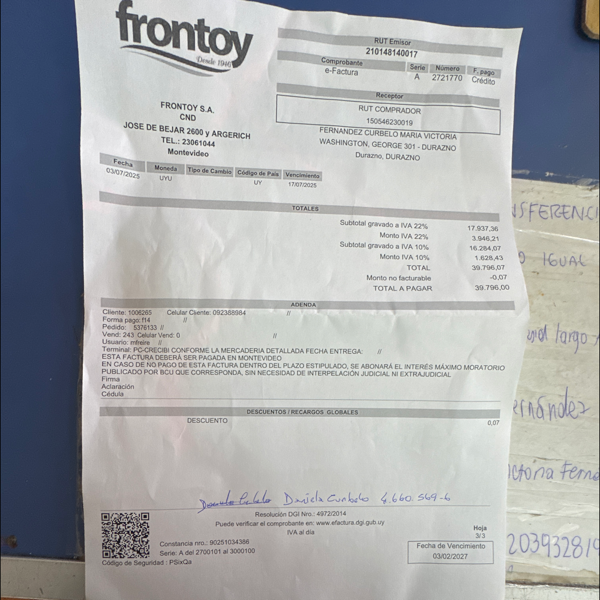 frontoy
Desde 1946
RUT Emisor
210148140017
Comprobante Serie Número F. pago
e-Factura A 2721770 Crédito
Receptor
RUT COMPRADOR
150546230019
FERNANDEZ CURBELO MARIA VICTORIA
WASHINGTON, GEORGE 301 - DURAZNO
Durazno, DURAZNO
FRONTOY S.A.
CND
JOSE DE BEJAR 2600 y ARGERICH
TEL.: 23061044
Montevideo
Fecha Moneda Tipo de Cambio Código de País Vencimiento
03/07/2025 UYU UY 17/07/2025
TOTALES
Subtotal gravado a IVA 22% 17.937,36
Monto IVA 22% 3.946,21
Subtotal gravado a IVA 10% 16.284,07
Monto IVA 10% 1.628,43
TOTAL 39.796,07
Monto no facturable -0,07
TOTAL A PAGAR 39.796,00
ADENDA
Cliente: 1006265 Celular Cliente: 092388984 //
Forma pago: f14 //
Pedido: 5376133 //
Vend: 243 Celular Vend: 0 //
Usuario: mfreire //
Terminal: PC-CRECIBI CONFORME LA MERCADERIA DETALLADA FECHA ENTREGA: //
ESTA FACTURA DEBERÁ SER PAGADA EN MONTEVIDEO
EN CASO DE NO PAGO DE ESTA FACTURA DENTRO DEL PLAZO ESTIPULADO, SE ABONARÁ EL INTERÉS MÁXIMO MORATORIO
PUBLICADO POR BCU QUE CORRESPONDA, SIN NECESIDAD DE INTERPELACIÓN JUDICIAL NI EXTRAJUDICIAL
Firma
Aclaración
Cédula
DESCUENTOS / RECARGOS GLOBALES
DESCUENTO 0,07
Daniela Curbelo 4.660.569-6
Resolución DGI Nro.: 4972/2014
Puede verificar el comprobante en: www.efactura.dgi.gub.uy
IVA al día
Constancia nro.: 90251034386
Serie: A del 2700101 al 3000100
Código de Seguridad : PSixQa
Hoja
3/3
Fecha de Vencimiento
03/02/2027
IGUAL
largo